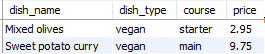 dish_name dish_type course price
Mixed olives vegan starter 2.95
Sweet potato curry vegan main 9.75